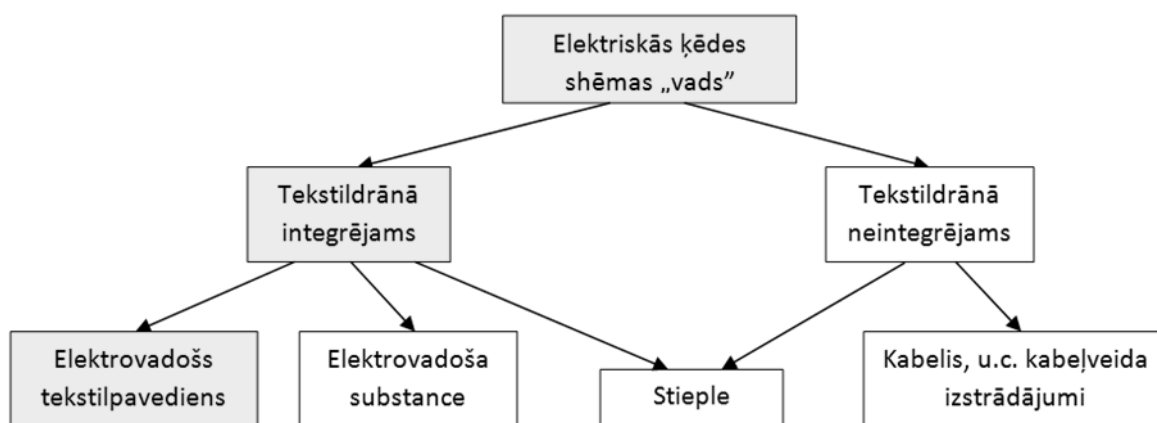 Elektriskās ķēdes
shēmas „vads”
Tekstildrānā
integrējams
Tekstildrānā
neintegrējams
Elektrovadošs
tekstilpavediens
Elektrovadoša
substance
Stieple
Kabelis, u.c. kabeļveida
izstrādājumi